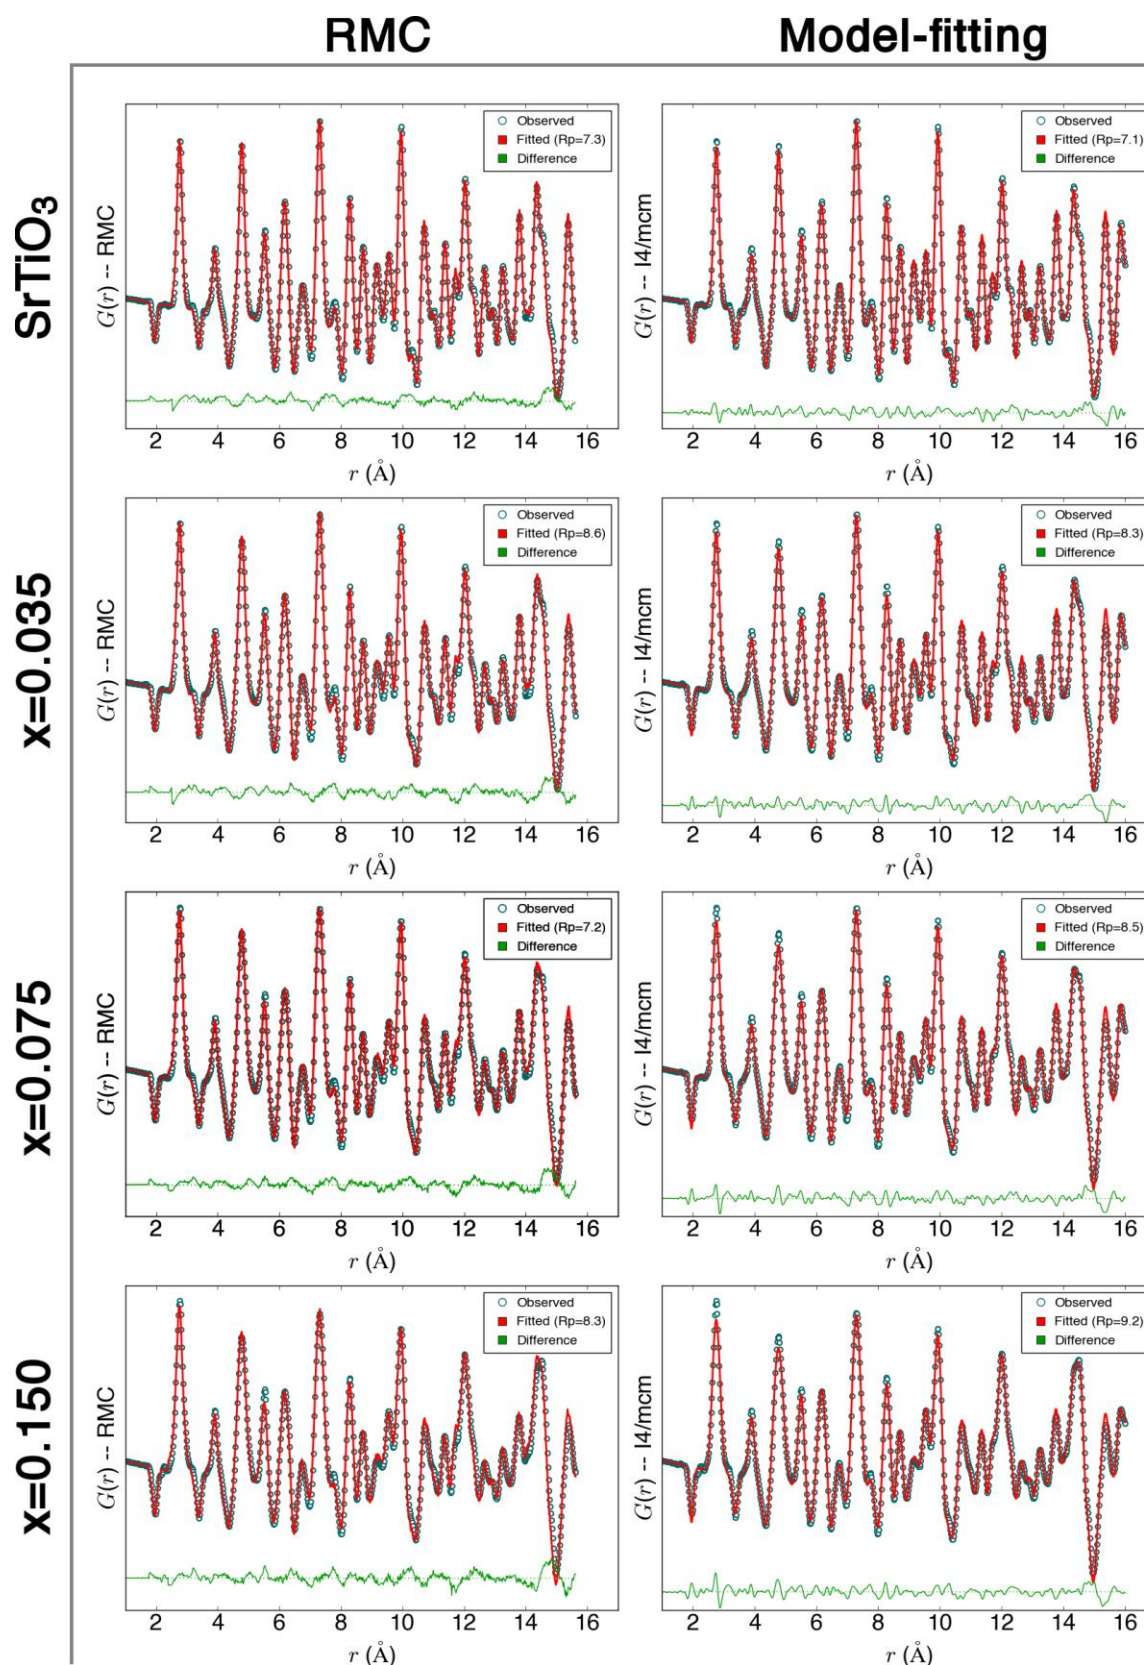 RMC Model-fitting
SrTiO3
G(r) -- RMC
Observed
Fitted (Rp=7.3)
Difference
2 4 6 8 10 12 14 16
r (Å)
G(r) -- I4/mcm
Observed
Fitted (Rp=7.1)
Difference
2 4 6 8 10 12 14 16
r (Å)
x=0.035
G(r) -- RMC
Observed
Fitted (Rp=8.6)
Difference
2 4 6 8 10 12 14 16
r (Å)
G(r) -- I4/mcm
Observed
Fitted (Rp=8.3)
Difference
2 4 6 8 10 12 14 16
r (Å)
x=0.075
G(r) -- RMC
Observed
Fitted (Rp=7.2)
Difference
2 4 6 8 10 12 14 16
r (Å)
G(r) -- I4/mcm
Observed
Fitted (Rp=8.5)
Difference
2 4 6 8 10 12 14 16
r (Å)
x=0.150
G(r) -- RMC
Observed
Fitted (Rp=8.3)
Difference
2 4 6 8 10 12 14 16
r (Å)
G(r) -- I4/mcm
Observed
Fitted (Rp=9.2)
Difference
2 4 6 8 10 12 14 16
r (Å)